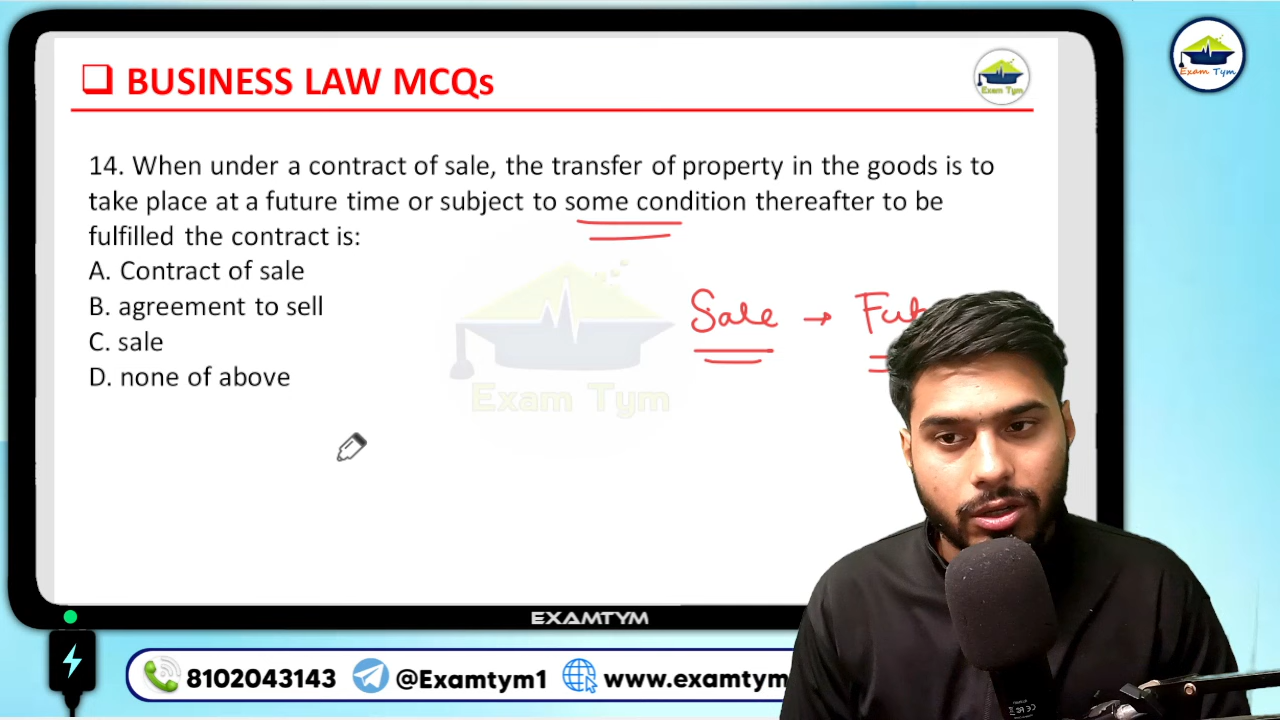 ❑ BUSINESS LAW MCQs
Exam Tym
Exam Tym
14. When under a contract of sale, the transfer of property in the goods is to
take place at a future time or subject to some condition thereafter to be
fulfilled the contract is:
A. Contract of sale
B. agreement to sell
C. sale
D. none of above
Sale →
Exam Tym
EXAMTYM
8102043143
@Examtym1
www.examtym